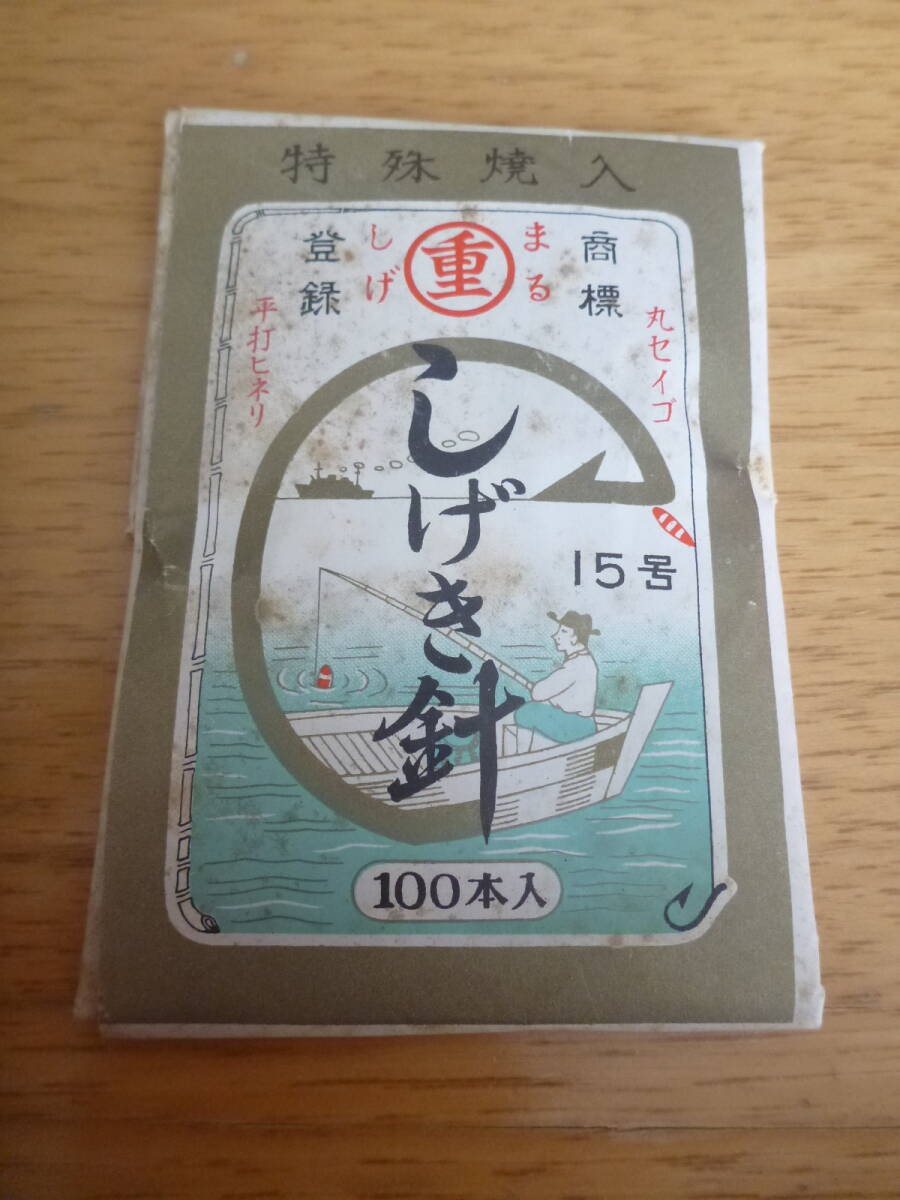 特殊焼入
商標
まる
重
しげ
登録
丸セイゴ
平打ヒネリ
しげき針
15号
100本入